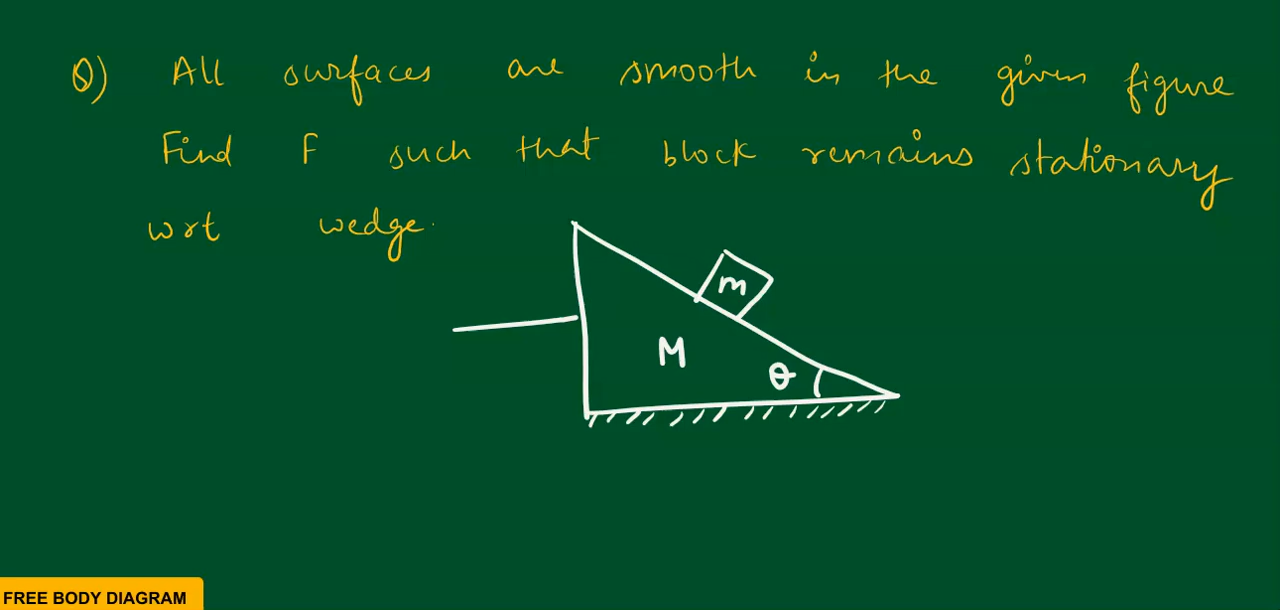 Q) All surfaces are smooth in the given figure
Find F such that block remains stationary
wrt wedge.
m
M
θ
FREE BODY DIAGRAM